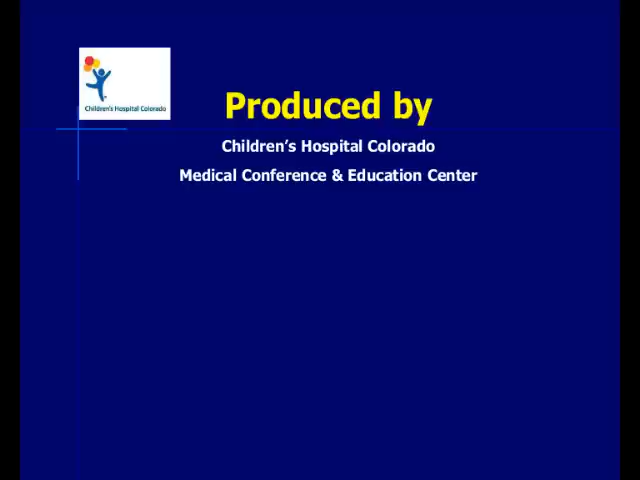 Children's Hospital Colorado
Produced by
Children’s Hospital Colorado
Medical Conference & Education Center